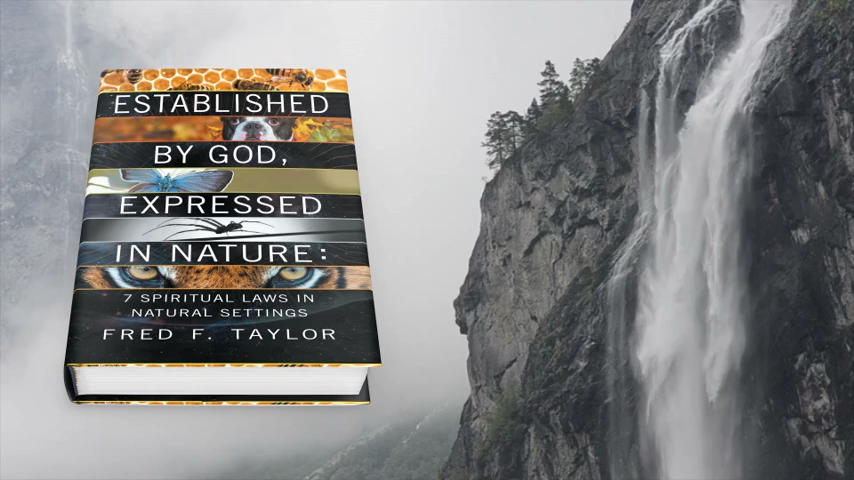 ESTABLISHED
BY GOD,
EXPRESSED
IN NATURE:
7 SPIRITUAL LAWS IN
NATURAL SETTINGS
FRED F. TAYLOR